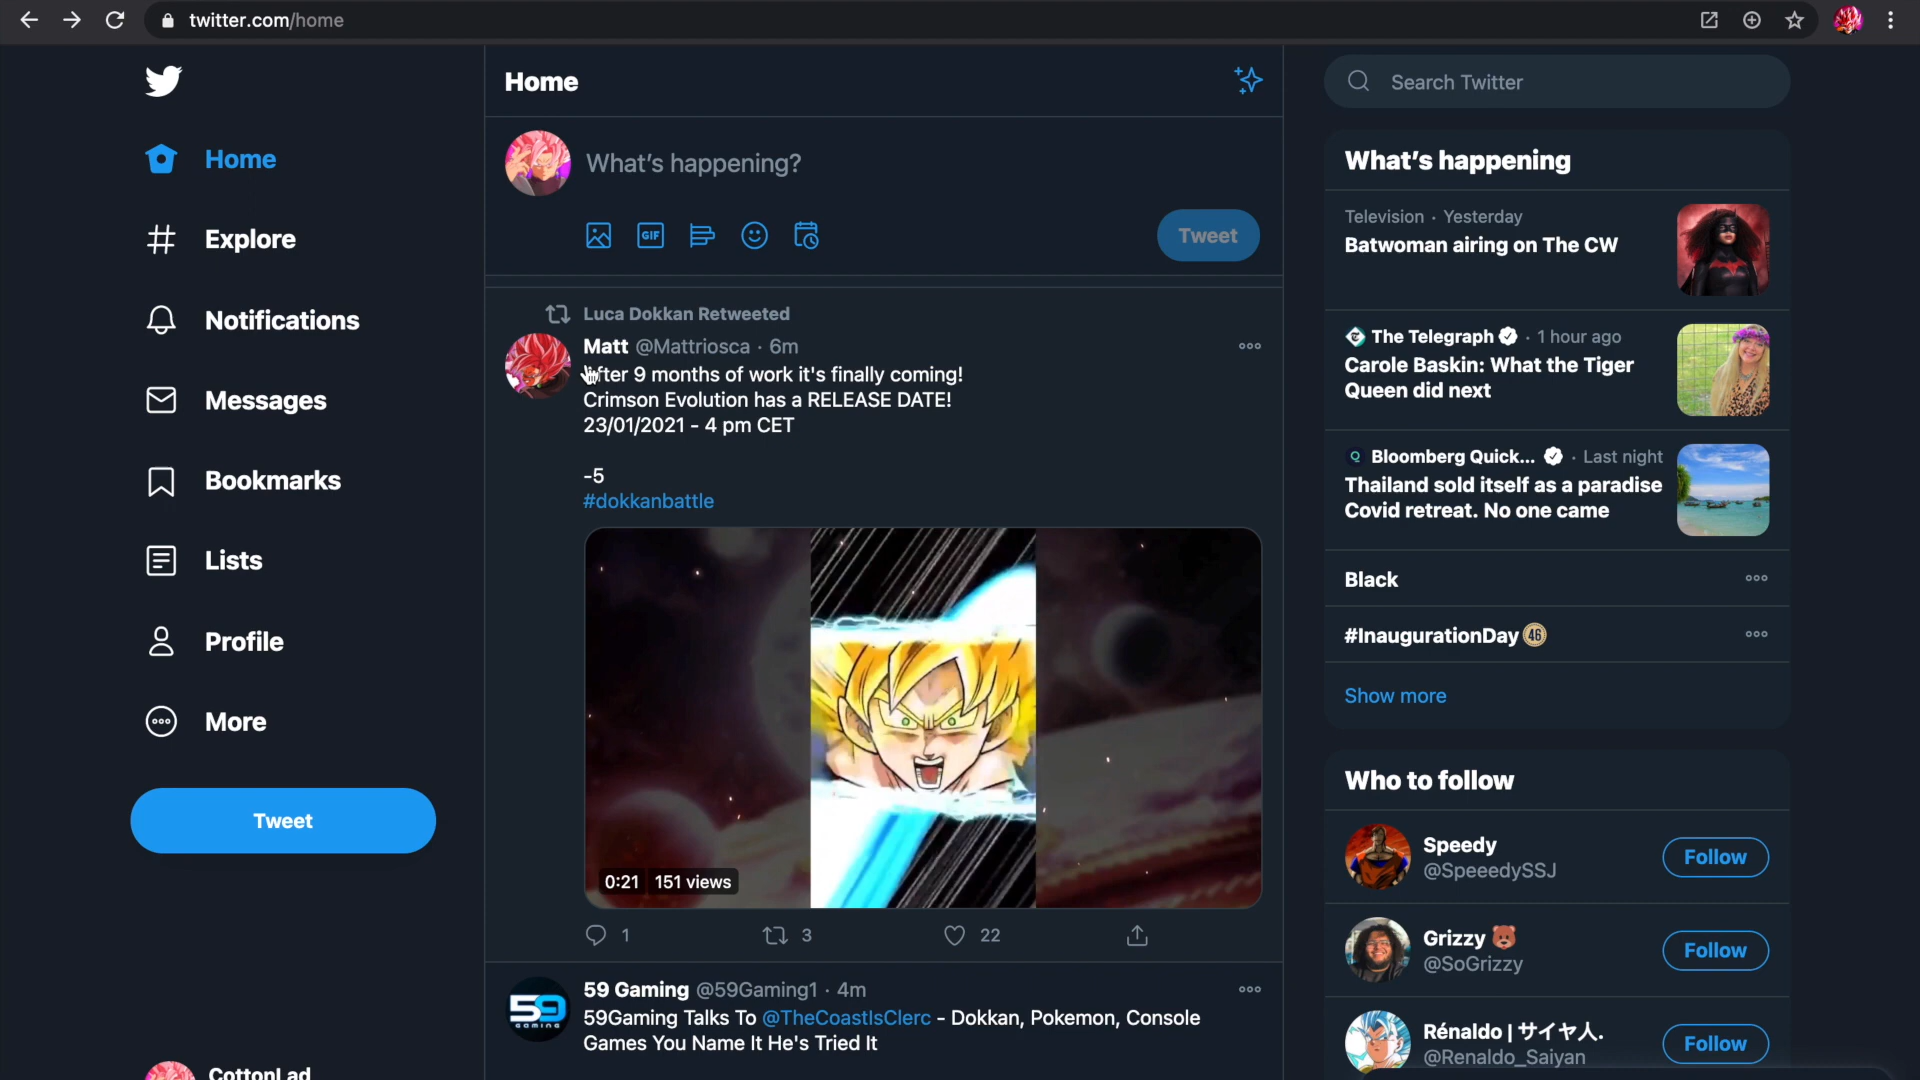 twitter.com/home
Home
Explore
Notifications
Messages
Bookmarks
Lists
Profile
More
Tweet
CottonLad
Home
What's happening?
GIF
Tweet
Luca Dokkan Retweeted
Matt @Mattriosca · 6m
After 9 months of work it's finally coming!
Crimson Evolution has a RELEASE DATE!
23/01/2021 - 4 pm CET
-5
#dokkanbattle
0:21 151 views
1 3 22
59 GAMING
59 Gaming @59Gaming1 · 4m
59Gaming Talks To @TheCoastIsClerc - Dokkan, Pokemon, Console
Games You Name It He's Tried It
Search Twitter
What's happening
Television · Yesterday
Batwoman airing on The CW
The Telegraph · 1 hour ago
Carole Baskin: What the Tiger
Queen did next
Bloomberg Quick... · Last night
Thailand sold itself as a paradise
Covid retreat. No one came
Black
#InaugurationDay 46
Show more
Who to follow
Speedy
@SpeeedySSJ
Follow
Grizzy
@SoGrizzy
Follow
Rénaldo | サイヤ人.
@Renaldo_Saiyan
Follow